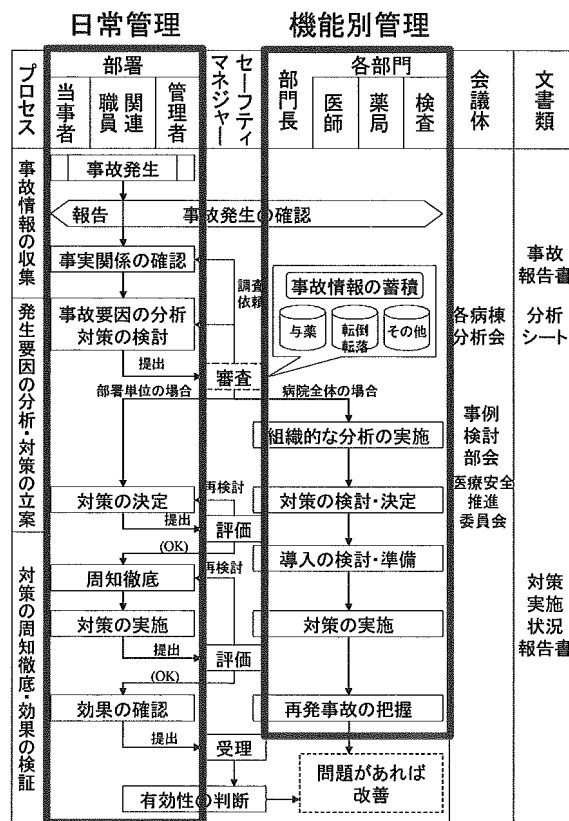 日常管理
機能別管理
プロセス
部署
当事者
関連
職員
管理者
セーフティ
マネジャー
各部門
部門長
医師
薬局
検査
会議体
文書類
事故情報の収集
事故発生
報告
事故発生の確認
事実関係の確認
調査
依頼
事故情報の蓄積
与薬
転倒
転落
その他
事故
報告書
発生要因の分析・対策の立案
事故要因の分析
対策の検討
提出
審査
各病棟
分析会
分析
シート
部署単位の場合
病院全体の場合
組織的な分析の実施
事例
検討
部会
対策の決定
再検討
提出
評価
対策の検討・決定
医療安全
推進
委員会
対策の周知徹底・効果の検証
(OK)
周知徹底
再検討
導入の検討・準備
対策の実施
提出
評価
対策の実施
対策
実施
状況
報告書
(OK)
効果の確認
提出
受理
再発事故の把握
有効性の判断
問題があれば
改善